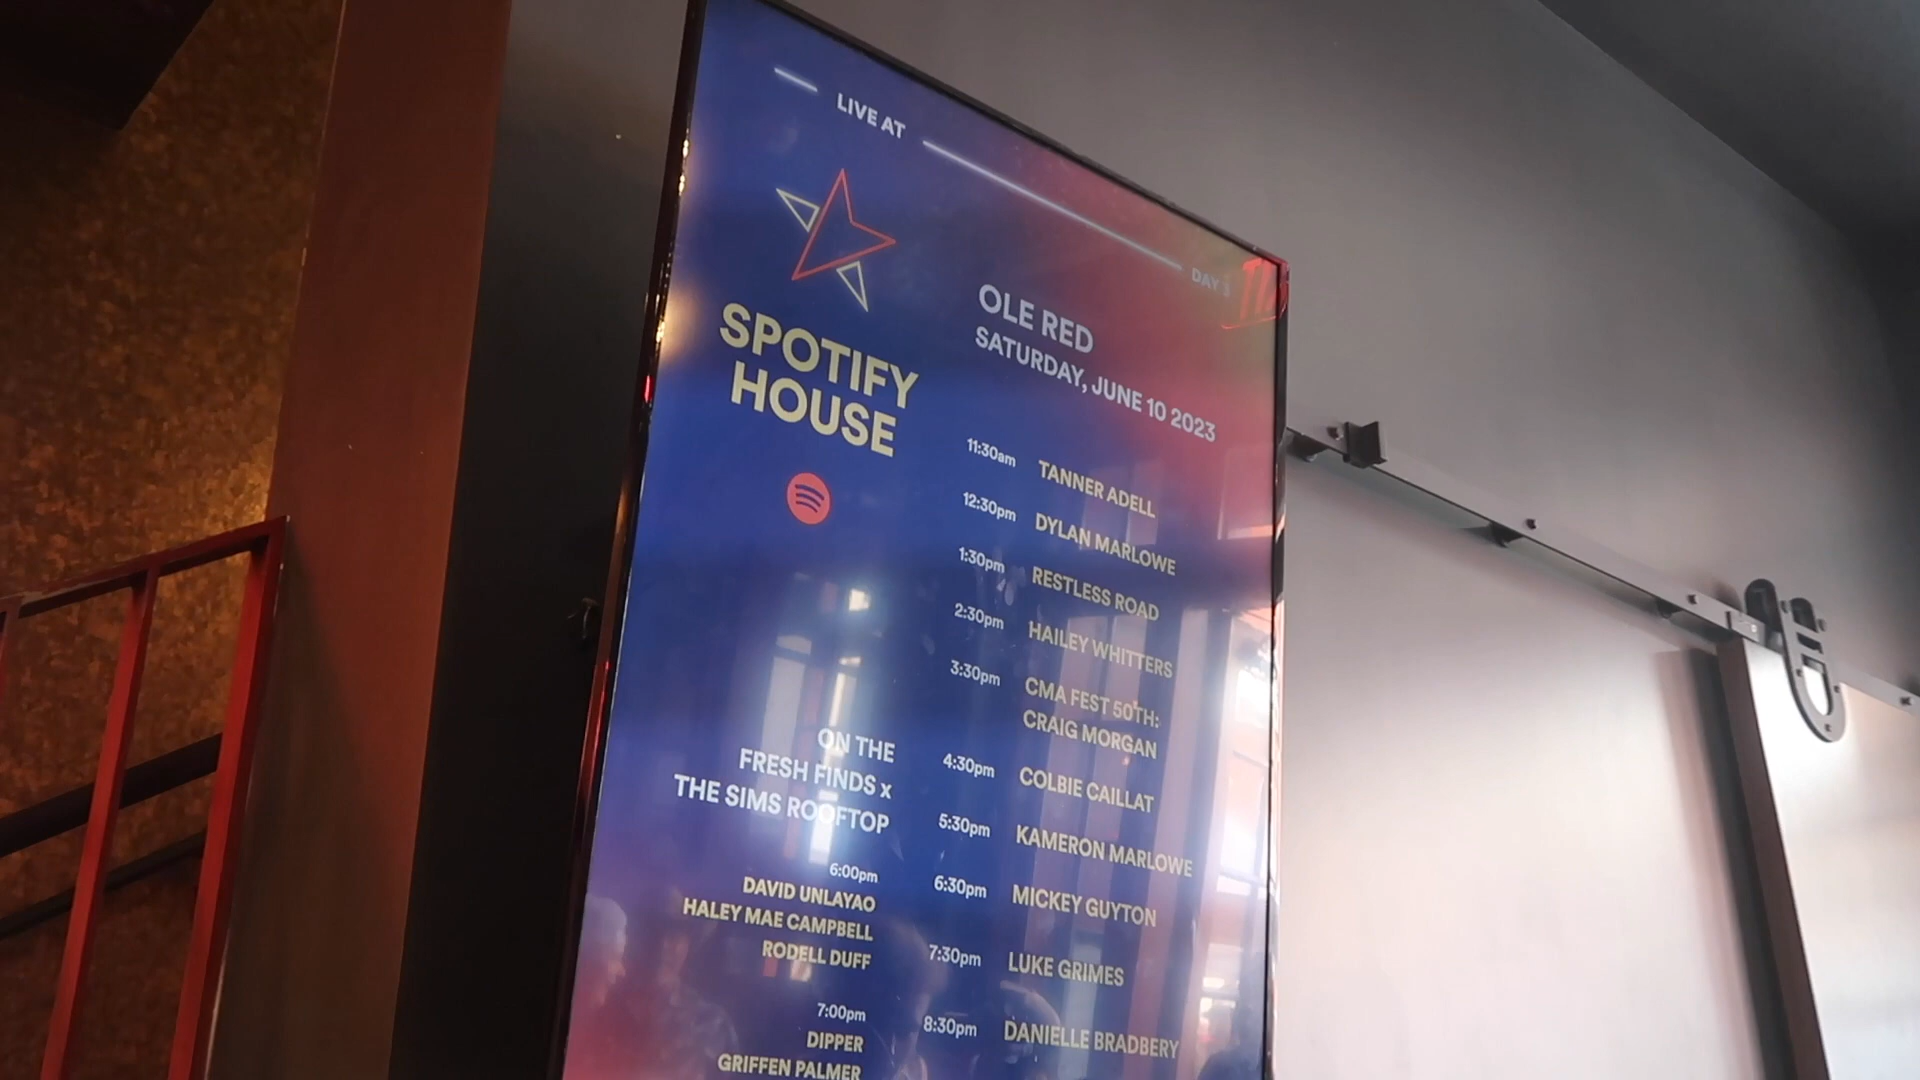 LIVE AT
DAY 3
SPOTIFY
HOUSE
OLE RED
SATURDAY, JUNE 10 2023
11:30am TANNER ADELL
12:30pm DYLAN MARLOWE
1:30pm RESTLESS ROAD
2:30pm HAILEY WHITTERS
3:30pm CMA FEST 50TH:
CRAIG MORGAN
4:30pm COLBIE CAILLAT
5:30pm KAMERON MARLOWE
6:30pm MICKEY GUYTON
7:30pm LUKE GRIMES
8:30pm DANIELLE BRADBERY
ON THE
FRESH FINDS x
THE SIMS ROOFTOP
6:00pm
DAVID UNLAYAO
HALEY MAE CAMPBELL
RODELL DUFF
7:00pm
DIPPER
GRIFFEN PALMER